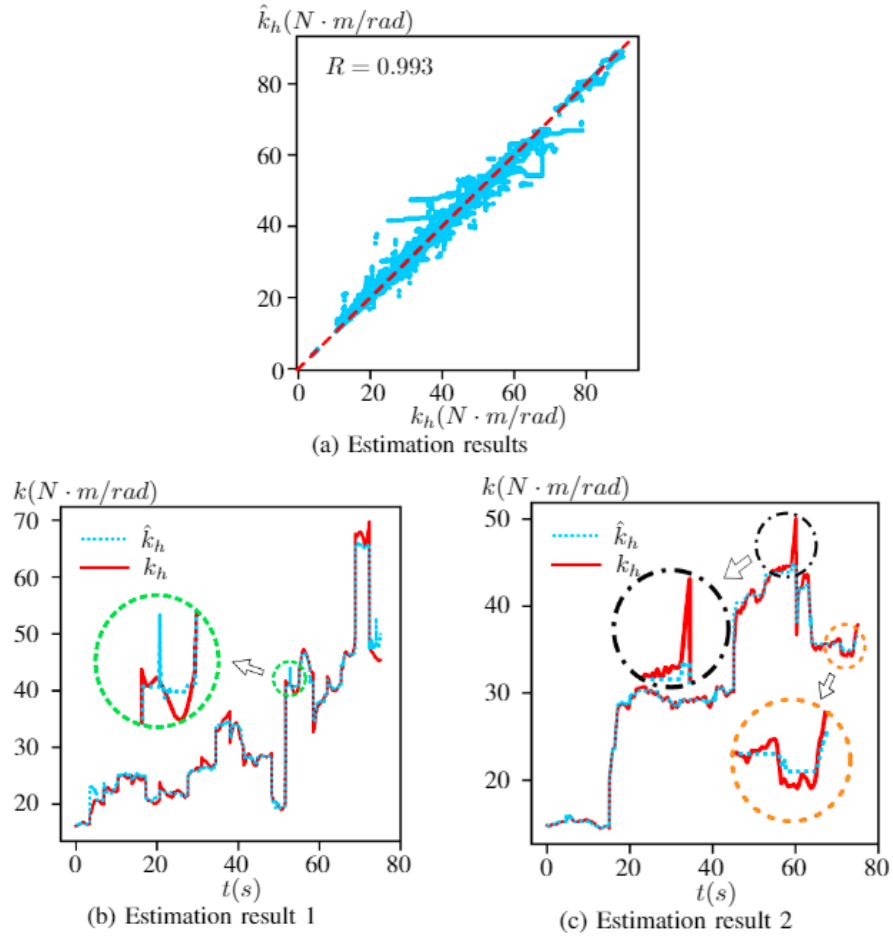 k̂_h(N · m/rad)
R = 0.993
80
60
40
20
0
0 20 40 60 80
k_h(N · m/rad)
(a) Estimation results
k(N · m/rad)
70
60
50
40
30
20
k̂_h
k_h
0 20 40 60 80
t(s)
(b) Estimation result 1
k(N · m/rad)
50
40
30
20
k̂_h
k_h
0 20 40 60 80
t(s)
(c) Estimation result 2